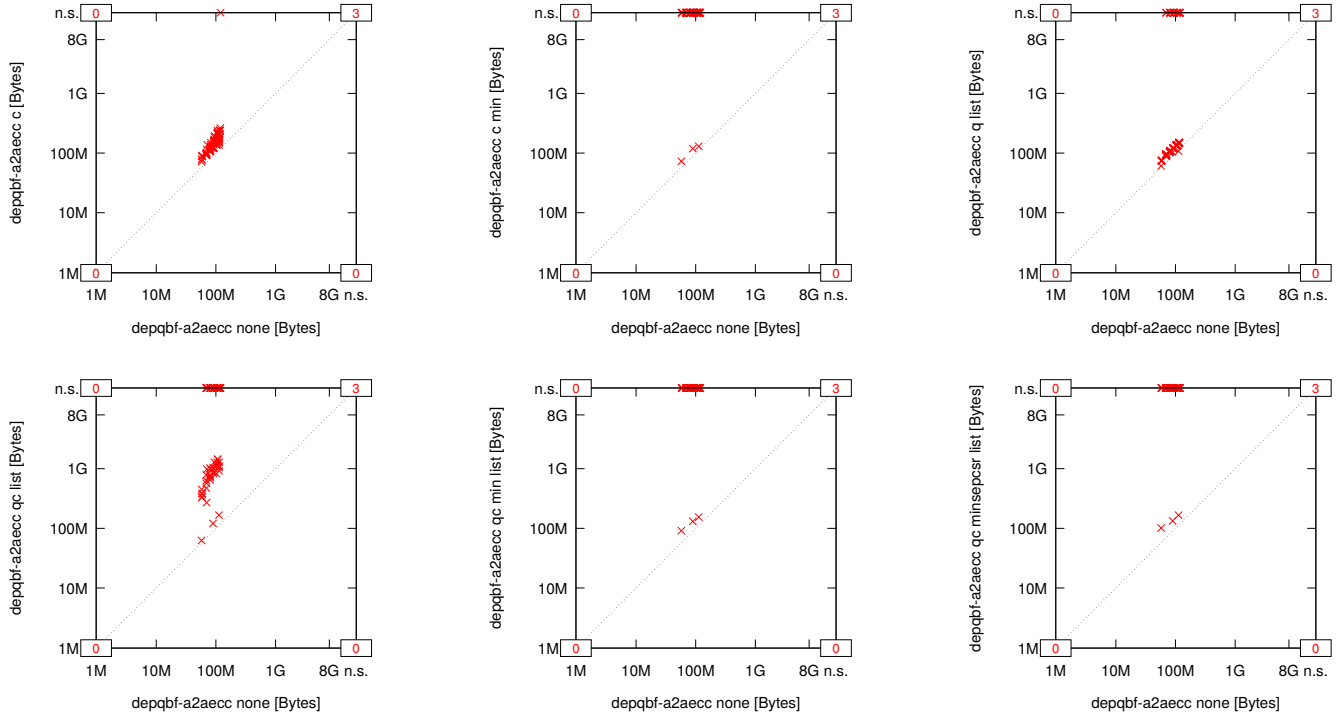 n.s.
0
3
8G
1G
100M
10M
1M
0
0
1M 10M 100M 1G 8G n.s.
depqbf-a2aecc c [Bytes]
depqbf-a2aecc none [Bytes]
n.s.
0
3
8G
1G
100M
10M
1M
0
0
1M 10M 100M 1G 8G n.s.
depqbf-a2aecc c min [Bytes]
depqbf-a2aecc none [Bytes]
n.s.
0
3
8G
1G
100M
10M
1M
0
0
1M 10M 100M 1G 8G n.s.
depqbf-a2aecc q list [Bytes]
depqbf-a2aecc none [Bytes]
n.s.
0
3
8G
1G
100M
10M
1M
0
0
1M 10M 100M 1G 8G n.s.
depqbf-a2aecc qc list [Bytes]
depqbf-a2aecc none [Bytes]
n.s.
0
3
8G
1G
100M
10M
1M
0
0
1M 10M 100M 1G 8G n.s.
depqbf-a2aecc qc min list [Bytes]
depqbf-a2aecc none [Bytes]
n.s.
0
3
8G
1G
100M
10M
1M
0
0
1M 10M 100M 1G 8G n.s.
depqbf-a2aecc qc minsepcsr list [Bytes]
depqbf-a2aecc none [Bytes]